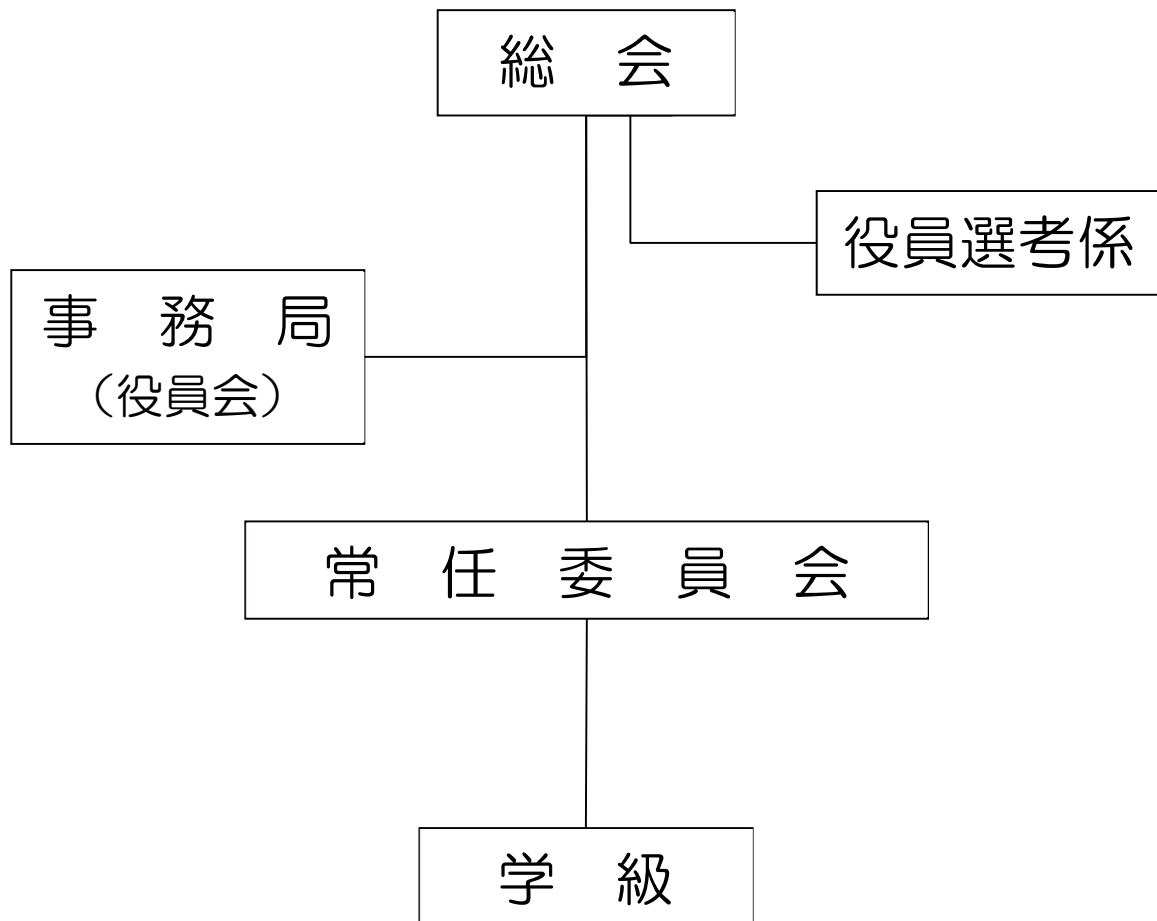 総　会
役員選考係
事　務　局
（役員会）
常　任　委　員　会
学　級